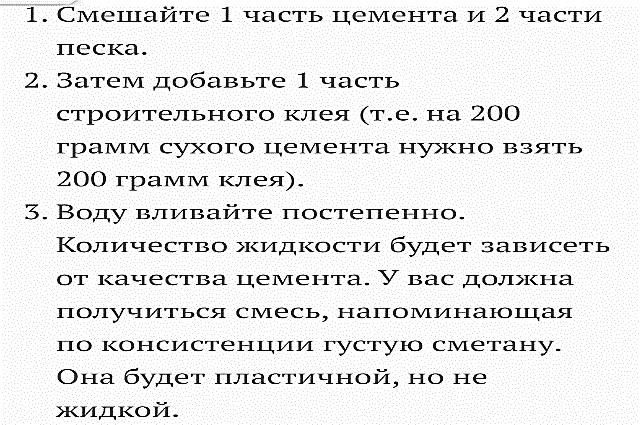 1. Смешайте 1 часть цемента и 2 части
песка.
2. Затем добавьте 1 часть
строительного клея (т.е. на 200
грамм сухого цемента нужно взять
200 грамм клея).
3. Воду вливайте постепенно.
Количество жидкости будет зависеть
от качества цемента. У вас должна
получиться смесь, напоминающая
по консистенции густую сметану.
Она будет пластичной, но не
жидкой.